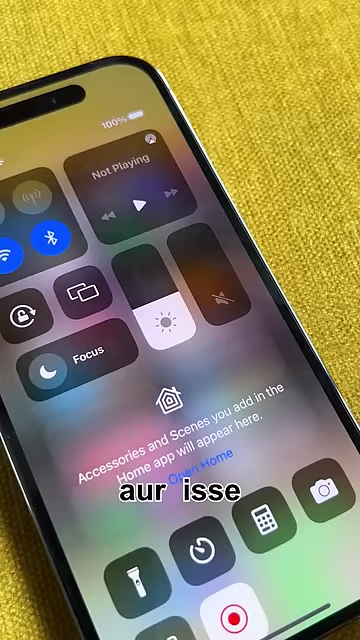 100%
Not Playing
Focus
Accessories and Scenes you add in the
Home app will appear here.
Open Home
aur isse